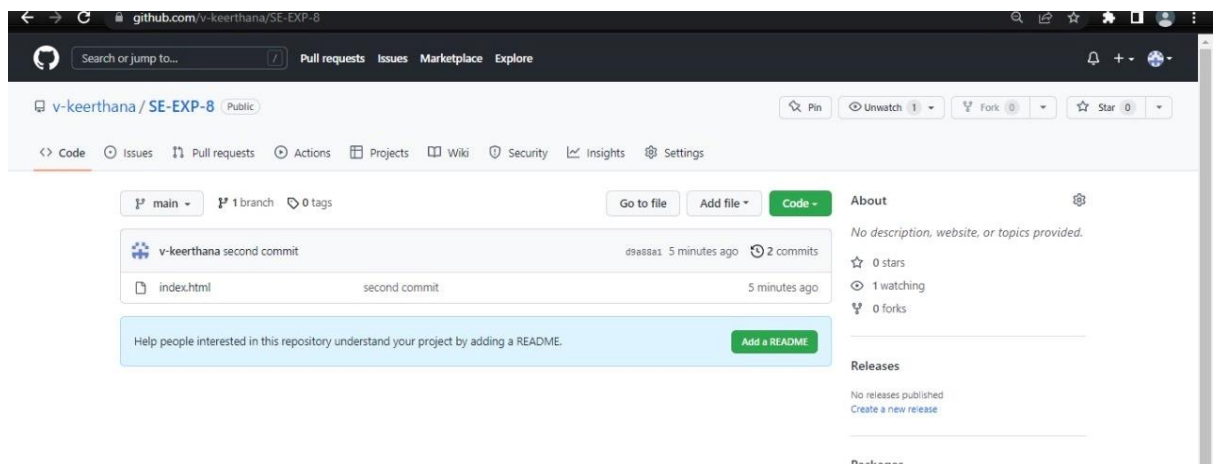 github.com/v-keerthana/SE-EXP-8
Search or jump to... / Pull requests Issues Marketplace Explore
v-keerthana / SE-EXP-8 Public
Pin Unwatch 1 Fork 0 Star 0
<> Code Issues Pull requests Actions Projects Wiki Security Insights Settings
main 1 branch 0 tags Go to file Add file Code
v-keerthana second commit d9a88a1 5 minutes ago 2 commits
index.html second commit 5 minutes ago
Help people interested in this repository understand your project by adding a README. Add a README
About
No description, website, or topics provided.
0 stars
1 watching
0 forks
Releases
No releases published
Create a new release
Packages